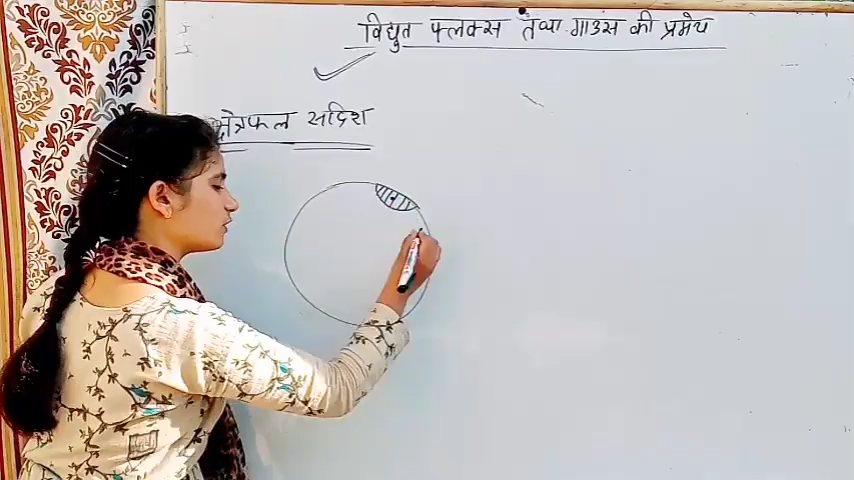 विद्युत फ्लक्स तथा गाउस की प्रमेय
क्षेत्रफल सदिश